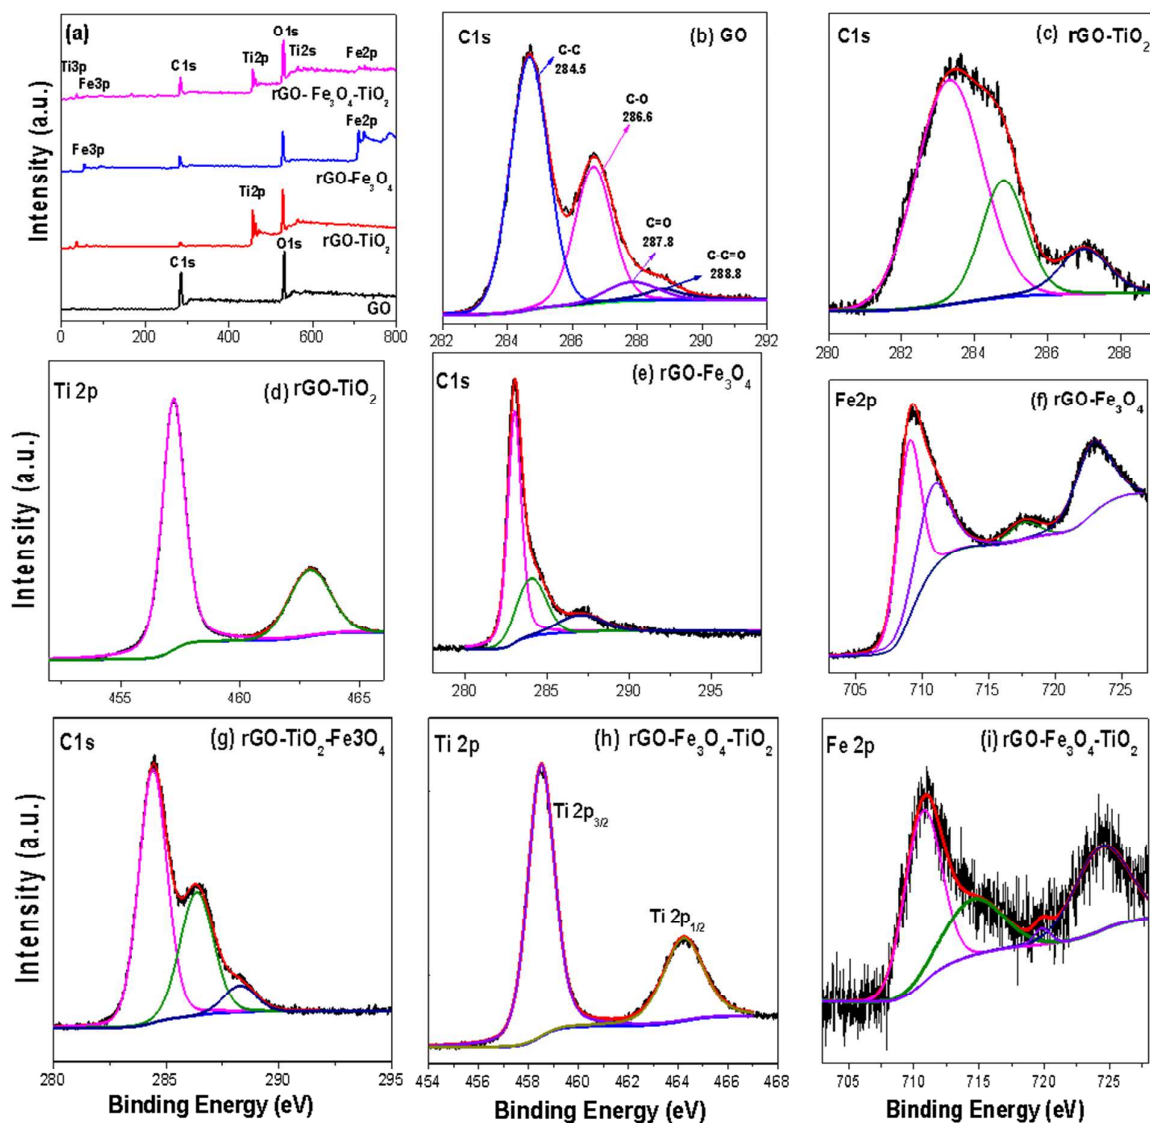 (a)
O1s
Ti2p
Ti2s
Fe2p
Ti3p
Fe3p
C1s
rGO- Fe₃O₄-TiO₂
Fe2p
Fe3p
rGO-Fe₃O₄
Ti2p
rGO-TiO₂
O1s
C1s
GO
0 200 400 600 800
Intensity (a.u.)
C1s
(b) GO
C-C
284.5
C-O
286.6
C=O
287.8
C-C=O
288.8
282 284 286 288 290 292
C1s
(c) rGO-TiO₂
280 282 284 286 288
Ti 2p
(d) rGO-TiO₂
455 460 465
Intensity (a.u.)
C1s
(e) rGO-Fe₃O₄
280 285 290 295
Fe2p
(f) rGO-Fe₃O₄
705 710 715 720 725
C1s
(g) rGO-TiO₂-Fe3O₄
280 285 290 295
Intensity (a.u.)
Binding Energy (eV)
Ti 2p
(h) rGO-Fe₃O₄-TiO₂
Ti 2p₃/₂
Ti 2p₁/₂
454 456 458 460 462 464 466 468
Binding Energy (eV)
Fe 2p
(i) rGO-Fe₃O₄-TiO₂
705 710 715 720 725
Binding Energy (eV)